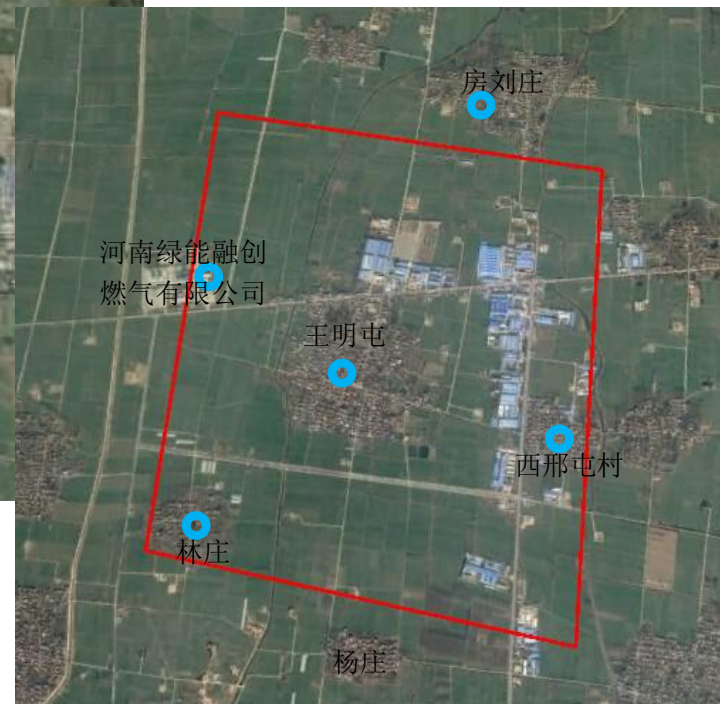 房刘庄
河南绿能融创
燃气有限公司
王明屯
西邢屯村
林庄
杨庄